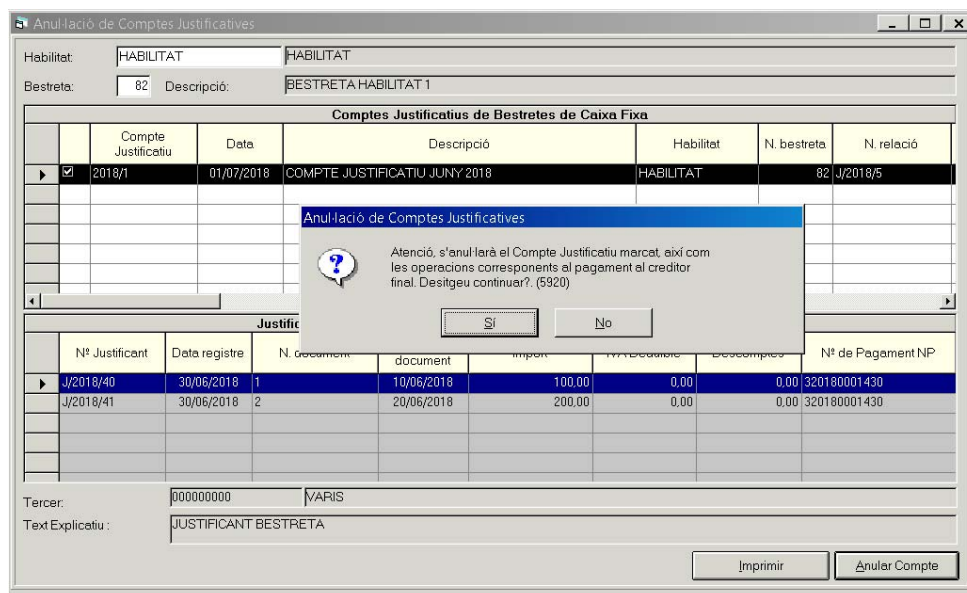 Anul·lació de Comptes Justificatives
Habilitat: HABILITAT HABILITAT
Bestreta: 82 Descripció: BESTRETA HABILITAT 1
Comptes Justificatius de Bestretes de Caixa Fixa
Compte Justificatiu Data Descripció Habilitat N. bestreta N. relació
2018/1 01/07/2018 COMPTE JUSTIFICATIU JUNY 2018 HABILITAT 82 J/2018/5
Anul·lació de Comptes Justificatives
Atenció, s'anul·larà el Compte Justificatiu marcat, així com
les operacions corresponents al pagament al creditor
final. Desitgeu continuar?. (5920)
Sí No
Justific
Nº Justificant Data registre N. document document Import IVA Deduïble Descomptes Nº de Pagament NP
J/2018/40 30/06/2018 1 10/06/2018 100,00 0,00 0,00 320180001430
J/2018/41 30/06/2018 2 20/06/2018 200,00 0,00 0,00 320180001430
Tercer: 000000000 VARIS
Text Explicatiu : JUSTIFICANT BESTRETA
Imprimir Anular Compte